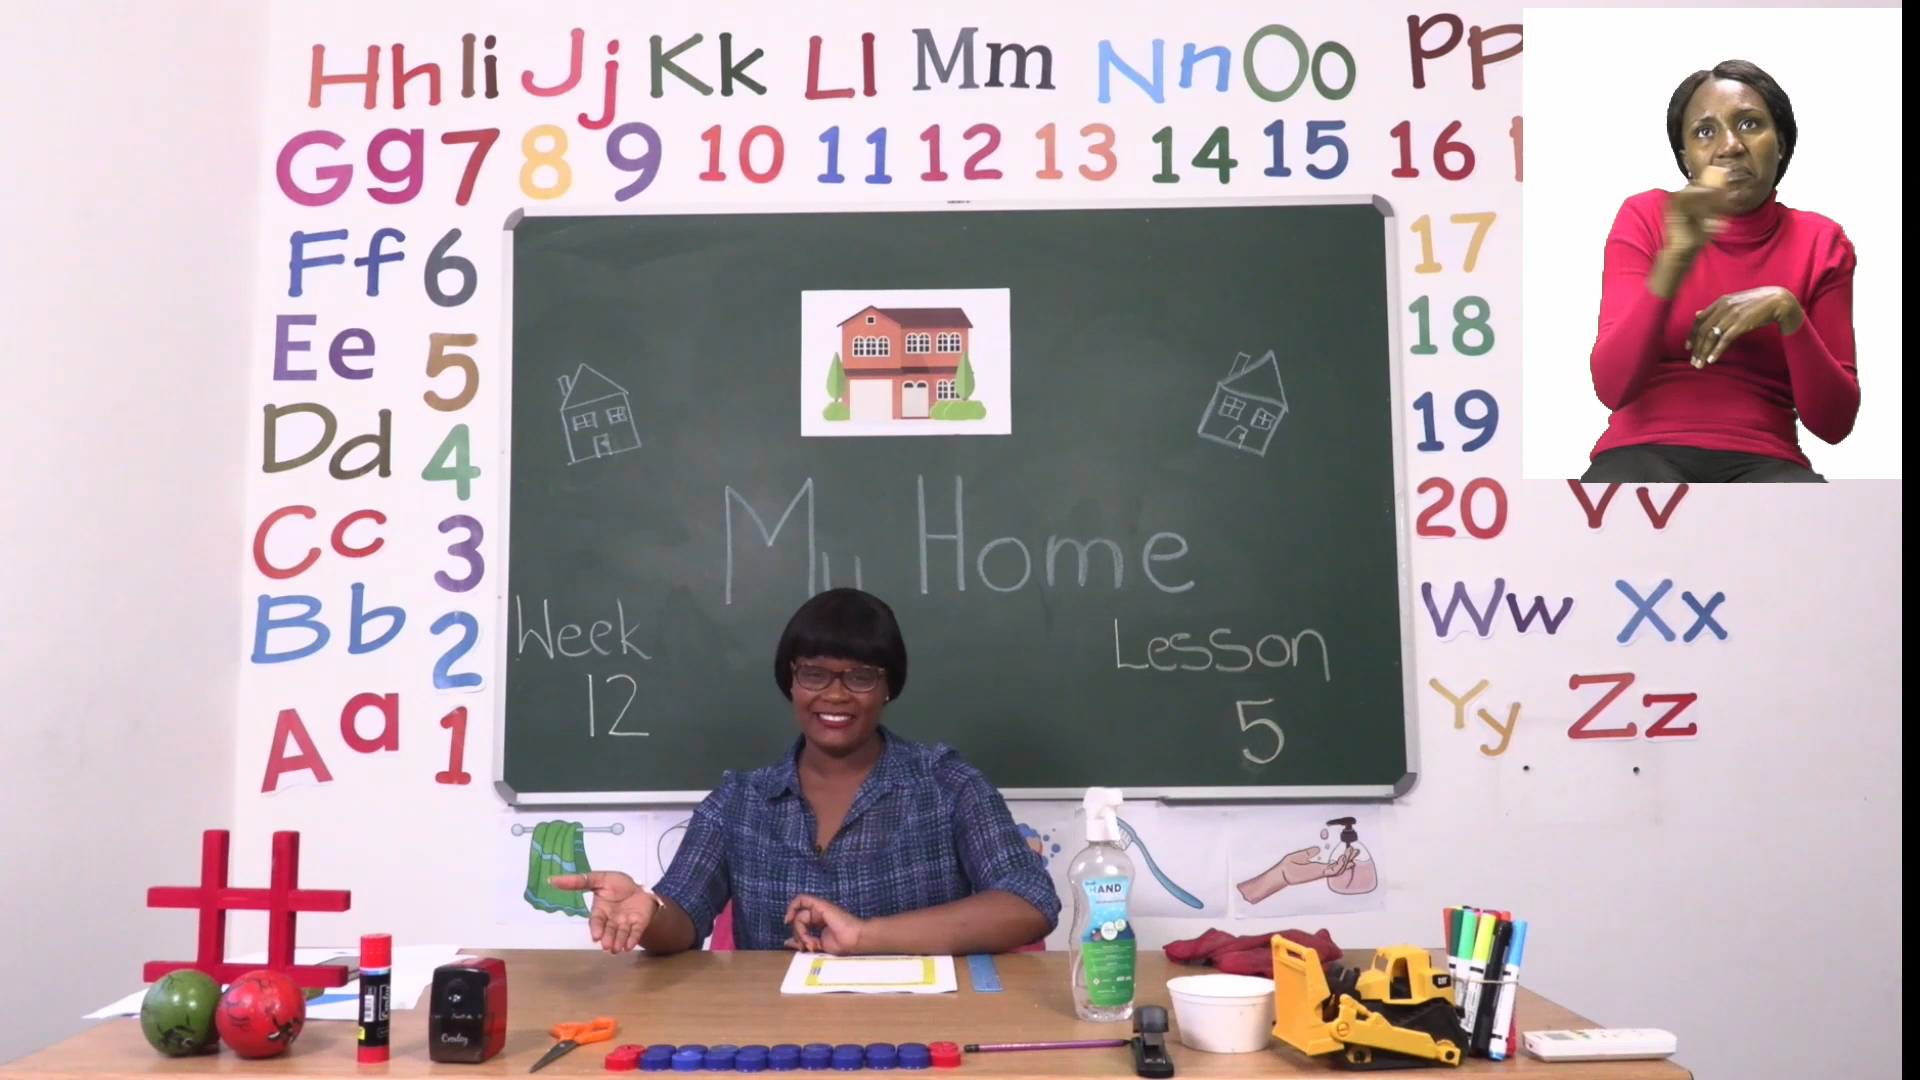 Hh Ii Jj Kk Ll Mm Nn Oo Pp
Gg 7 8 9 10 11 12 13 14 15 16
Ff 6 17
Ee 5 18
Dd 4 19
Cc 3 20 Vv
My Home
Bb 2 Week Lesson Ww Xx
Aa 1 12 5 Yy Zz
HAND